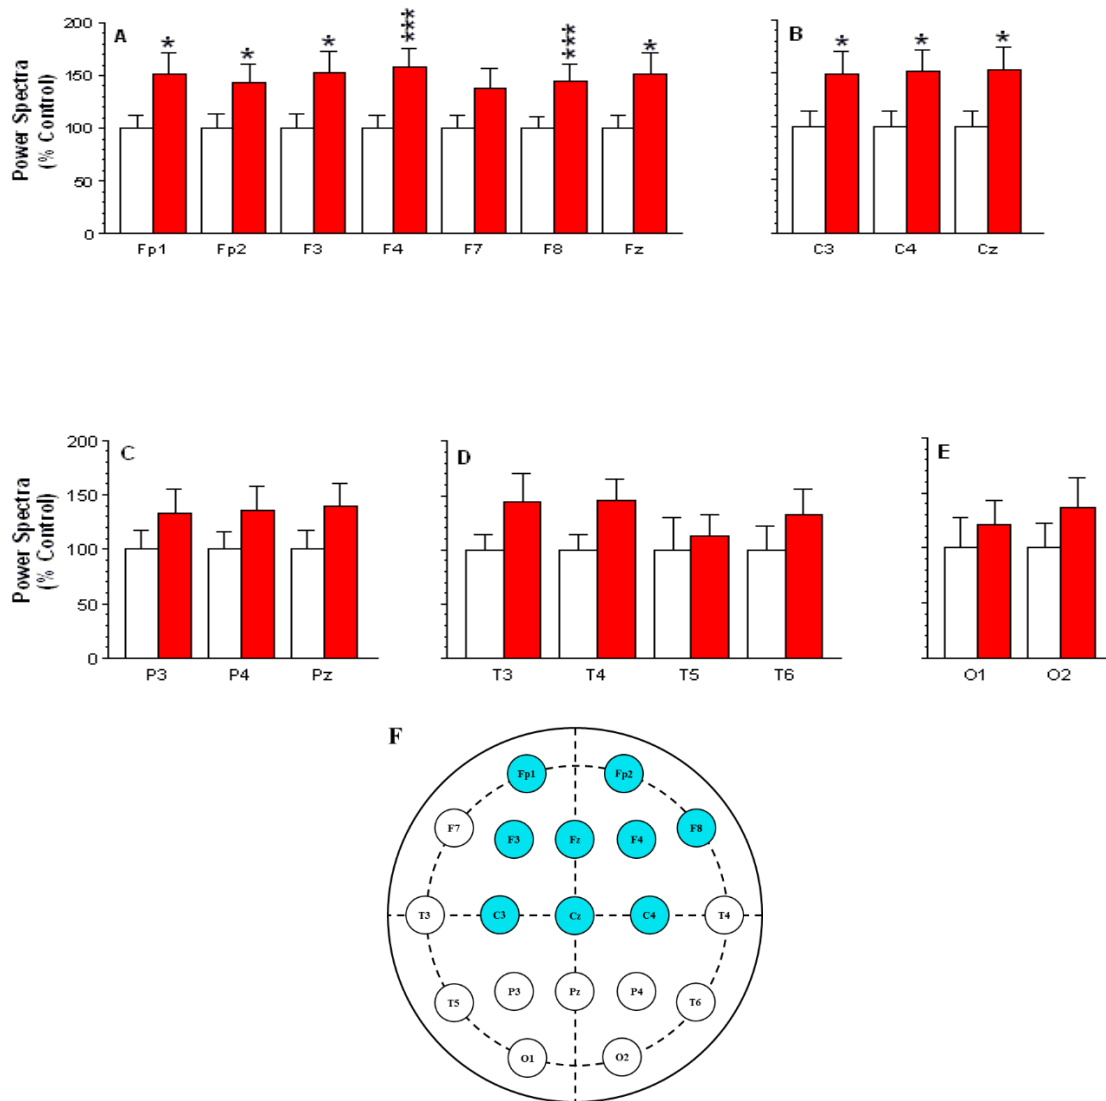 A
B
Power Spectra
(% Control)
200
150
100
50
0
* * * *** *** *
* * *
Fp1 Fp2 F3 F4 F7 F8 Fz
C3 C4 Cz
C
D
E
Power Spectra
(% Control)
200
150
100
50
0
P3 P4 Pz
T3 T4 T5 T6
O1 O2
F
Fp1 Fp2
F7 F3 Fz F4 F8
T3 C3 Cz C4 T4
T5 P3 Pz P4 T6
O1 O2